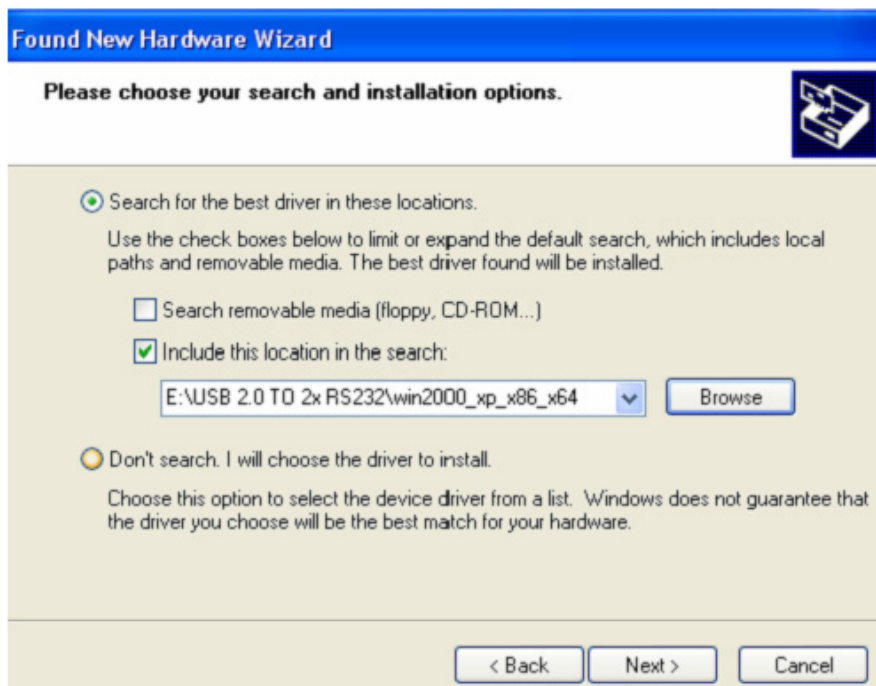 Found New Hardware Wizard
Please choose your search and installation options.
Search for the best driver in these locations.
Use the check boxes below to limit or expand the default search, which includes local
paths and removable media. The best driver found will be installed.
Search removable media (floppy, CD-ROM...)
Include this location in the search:
E:\USB 2.0 TO 2x RS232\win2000_xp_x86_x64
Browse
Don't search. I will choose the driver to install.
Choose this option to select the device driver from a list. Windows does not guarantee that
the driver you choose will be the best match for your hardware.
< Back
Next >
Cancel